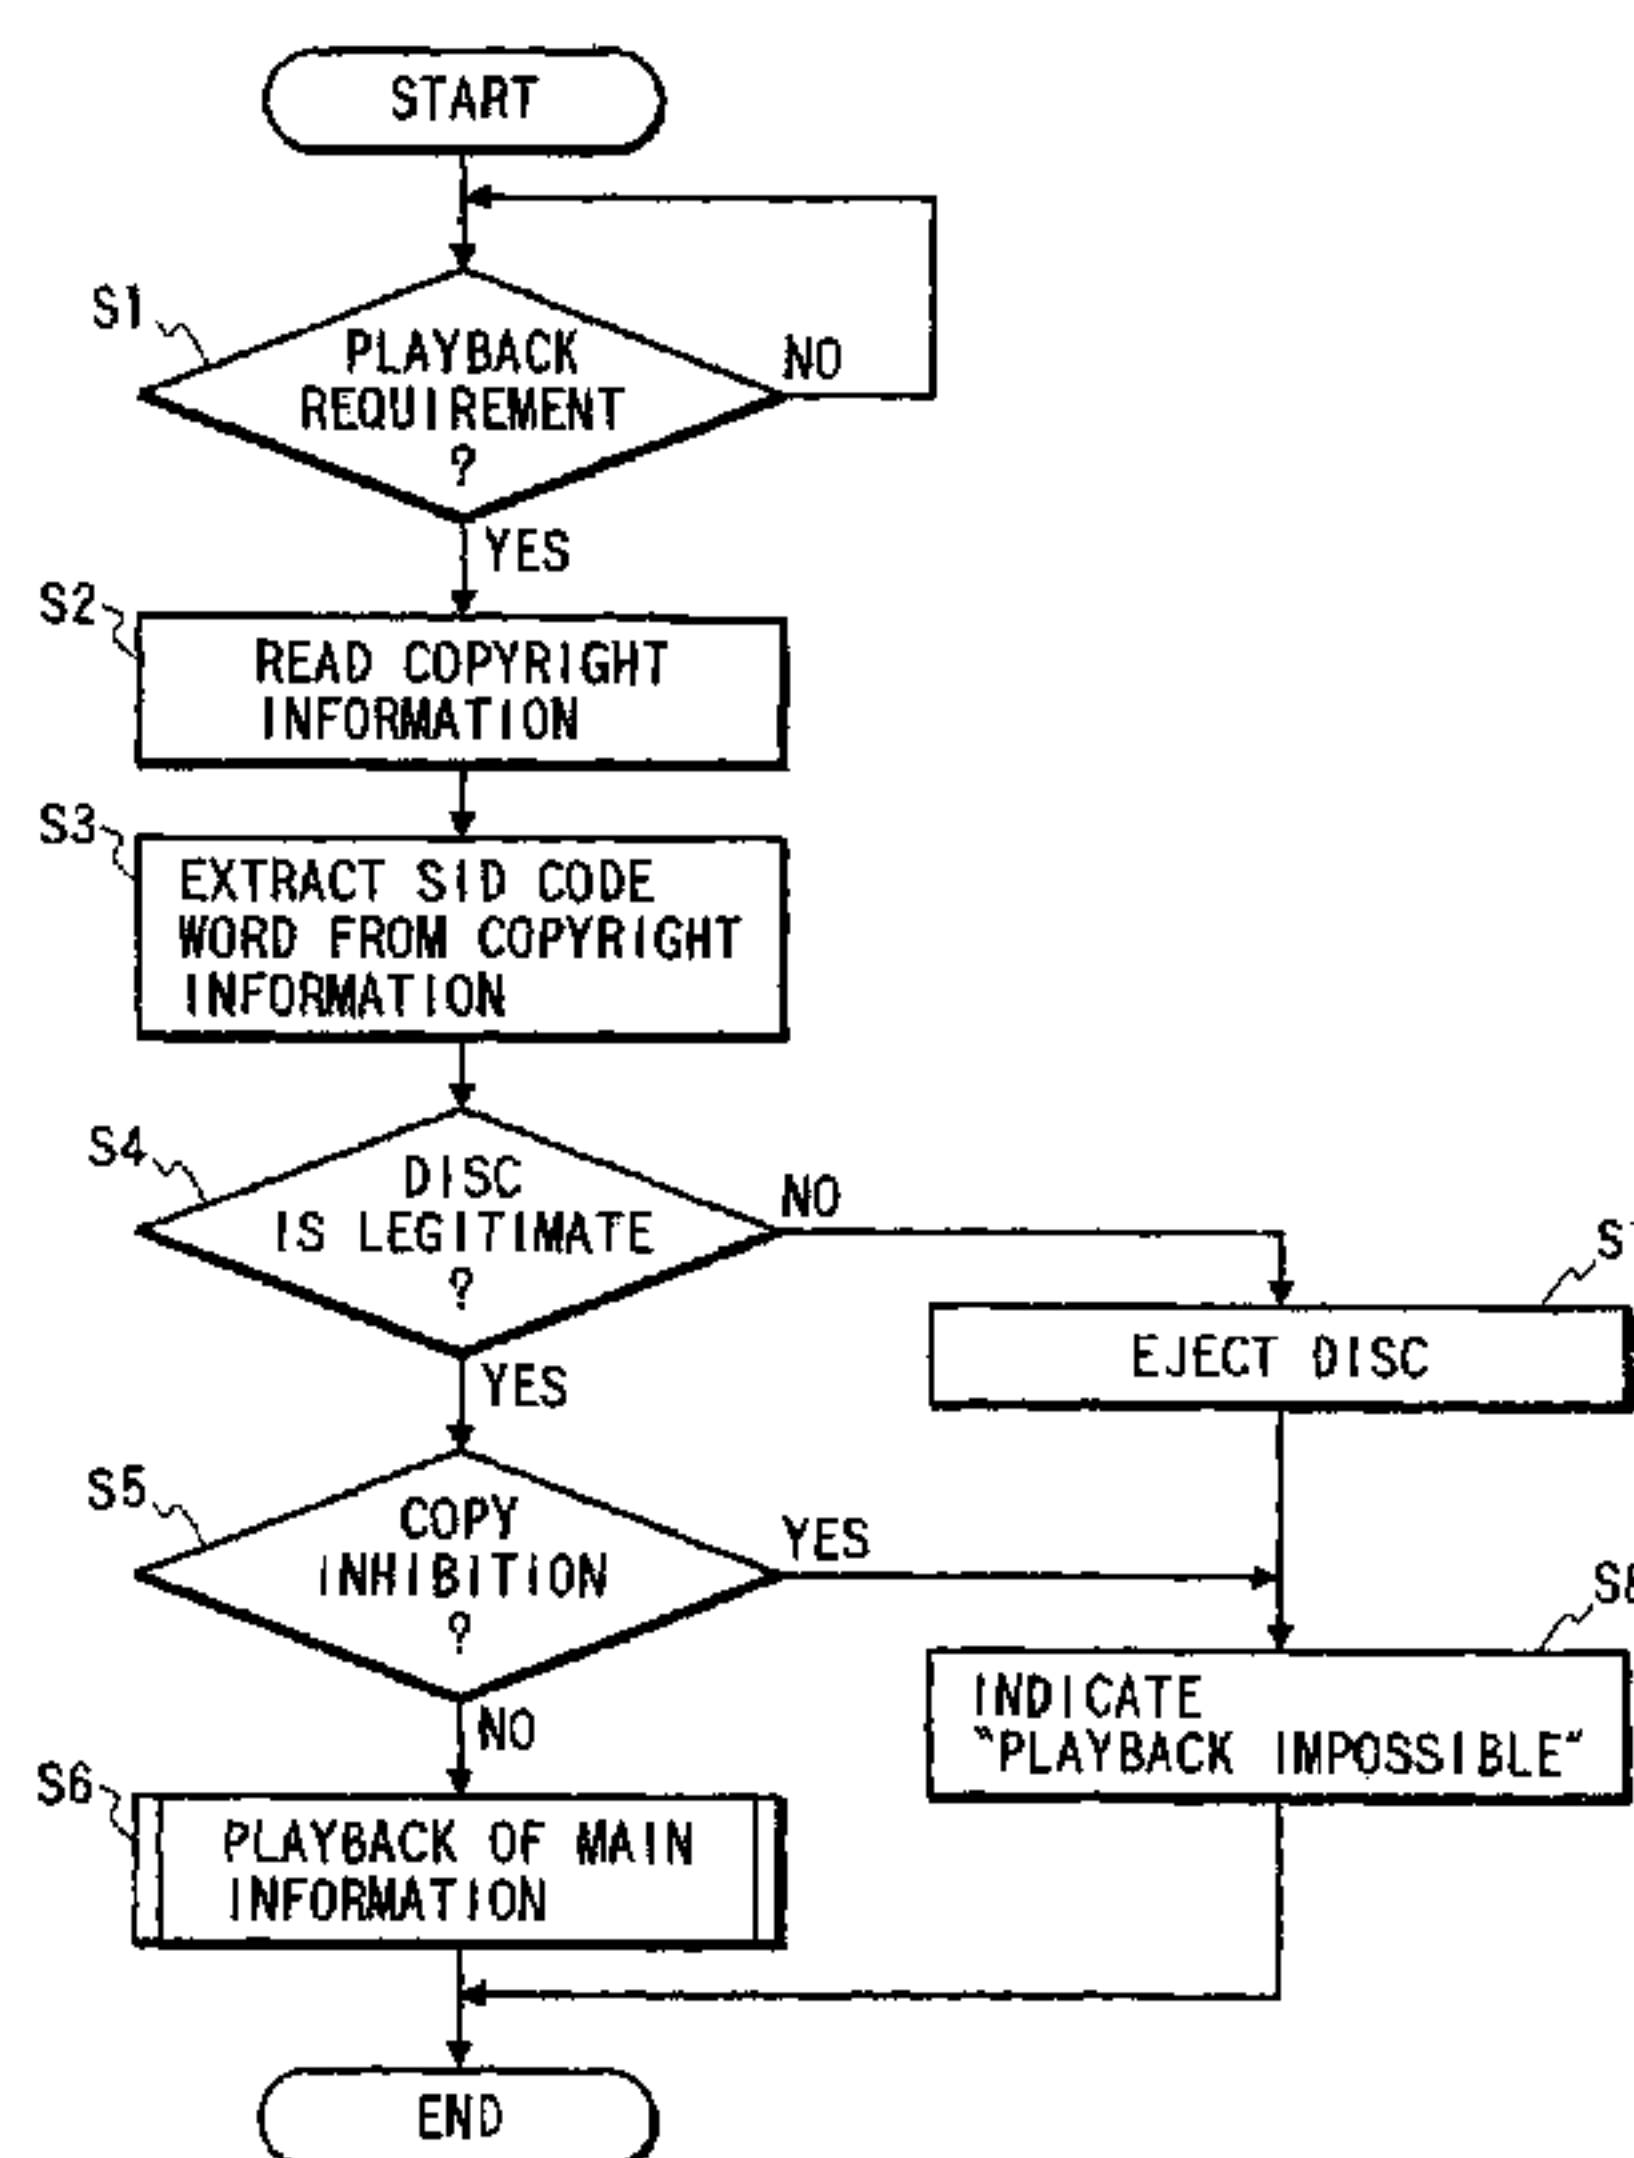 START
S1
PLAYBACK
REQUIREMENT
?
NO
YES
S2
READ COPYRIGHT
INFORMATION
S3
EXTRACT SID CODE
WORD FROM COPYRIGHT
INFORMATION
S4
DISC
IS LEGITIMATE
?
NO
YES
EJECT DISC
S5
COPY
INHIBITION
?
YES
NO
S8
INDICATE
"PLAYBACK IMPOSSIBLE"
S6
PLAYBACK OF MAIN
INFORMATION
END